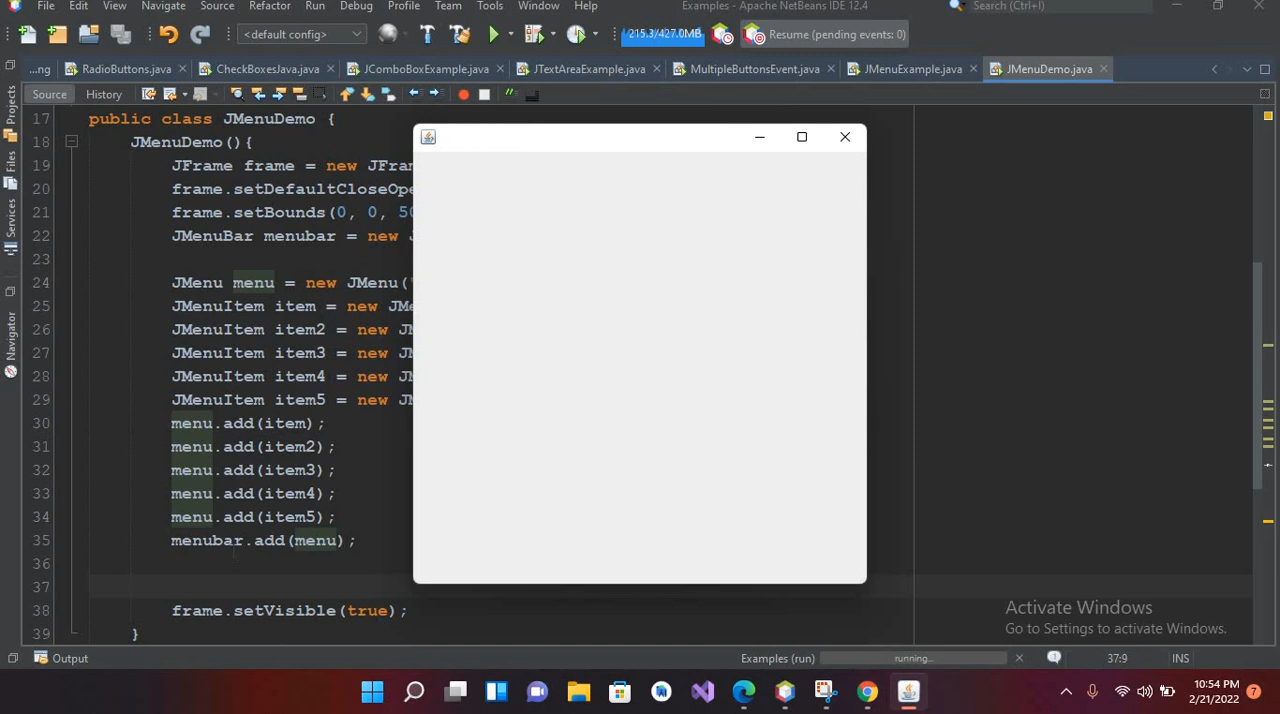 File Edit View Navigate Source Refactor Run Debug Profile Team Tools Window Help Examples - Apache NetBeans IDE 12.4 Search (Ctrl+I)
<default config> 215.3/427.0MB Resume (pending events: 0)
...ng RadioButtons.java CheckBoxesJava.java JComboBoxExample.java JTextAreaExample.java MultipleButtonsEvent.java JMenuExample.java JMenuDemo.java
Source History
Projects
Files
Services
Navigator
17 public class JMenuDemo {
18 JMenuDemo(){
19 JFrame frame = new JFram
20 frame.setDefaultCloseOpe
21 frame.setBounds(0, 0, 50
22 JMenuBar menubar = new J
23
24 JMenu menu = new JMenu("
25 JMenuItem item = new JMe
26 JMenuItem item2 = new JM
27 JMenuItem item3 = new JM
28 JMenuItem item4 = new JM
29 JMenuItem item5 = new JM
30 menu.add(item);
31 menu.add(item2);
32 menu.add(item3);
33 menu.add(item4);
34 menu.add(item5);
35 menubar.add(menu);
36
37
38 frame.setVisible(true);
39 }
Activate Windows
Go to Settings to activate Windows.
Output Examples (run) running... 37:9 INS
10:54 PM
2/21/2022 7